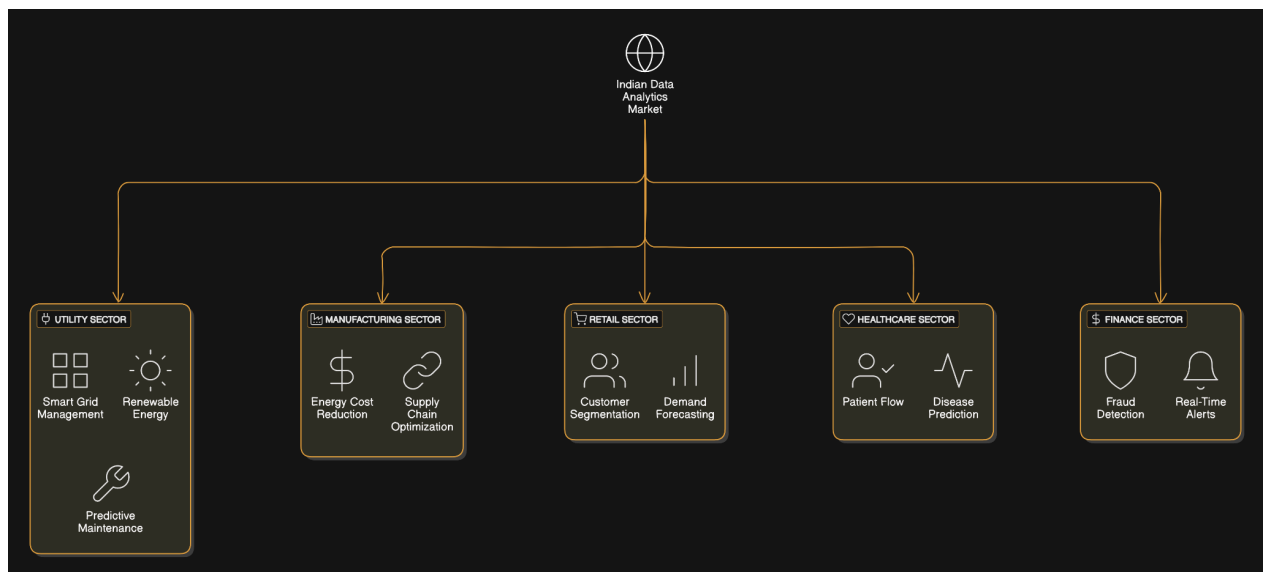 Indian Data
Analytics
Market
UTILITY SECTOR
Smart Grid
Management
Renewable
Energy
Predictive
Maintenance
MANUFACTURING SECTOR
Energy Cost
Reduction
Supply
Chain
Optimization
RETAIL SECTOR
Customer
Segmentation
Demand
Forecasting
HEALTHCARE SECTOR
Patient Flow
Disease
Prediction
FINANCE SECTOR
Fraud
Detection
Real-Time
Alerts